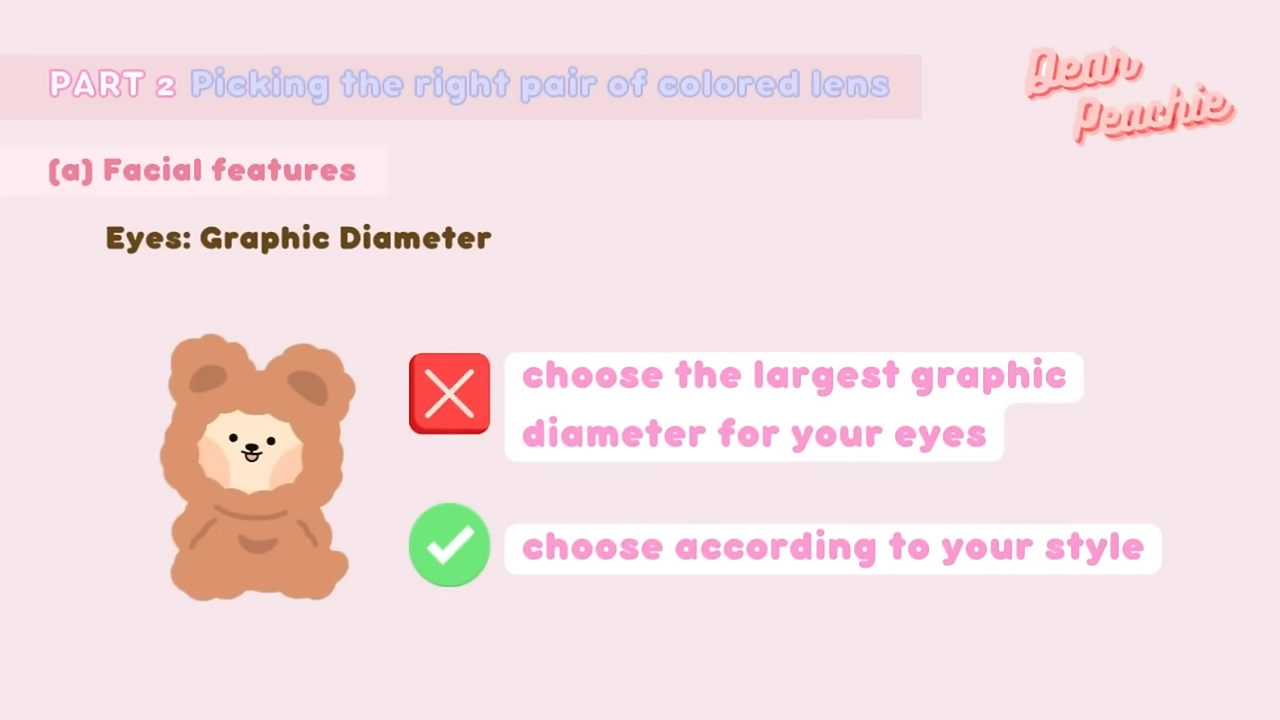 PART 2 Picking the right pair of colored lens
Dear
Peachie
(a) Facial features
Eyes: Graphic Diameter
choose the largest graphic
diameter for your eyes
choose according to your style